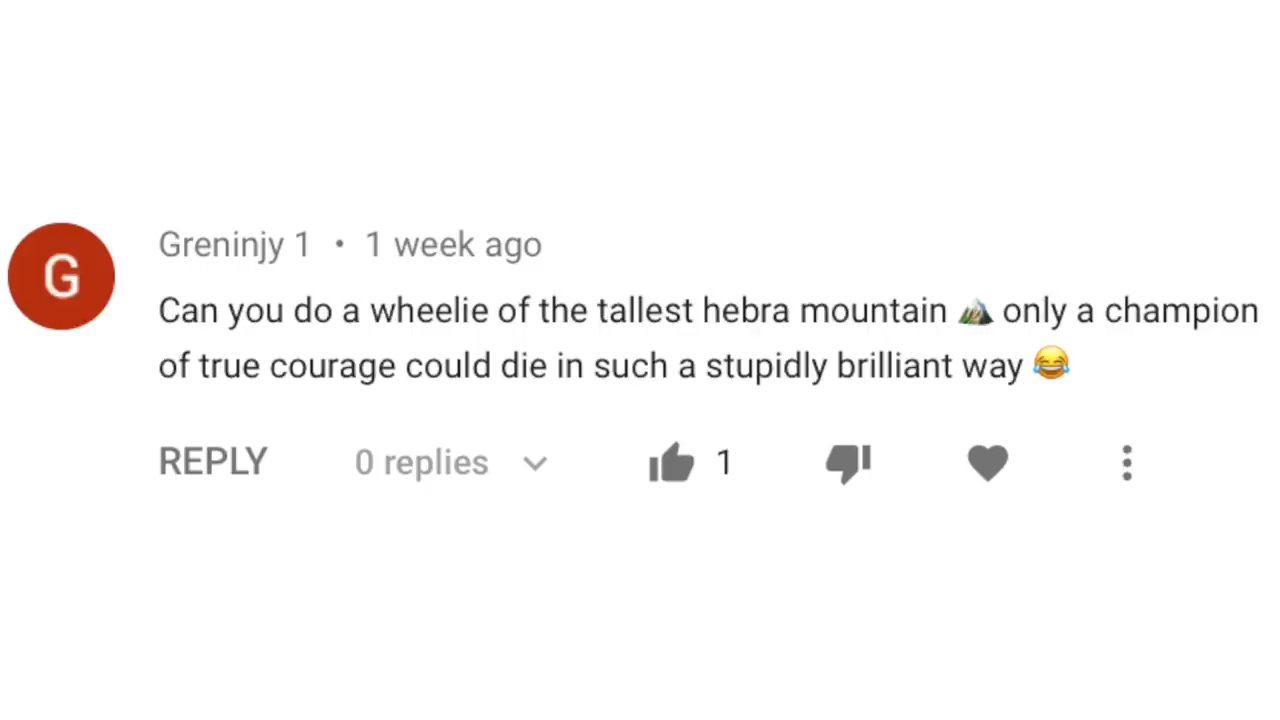 G
Greninjy 1 • 1 week ago
Can you do a wheelie of the tallest hebra mountain ⛰️ only a champion
of true courage could die in such a stupidly brilliant way 😂
REPLY 0 replies 1